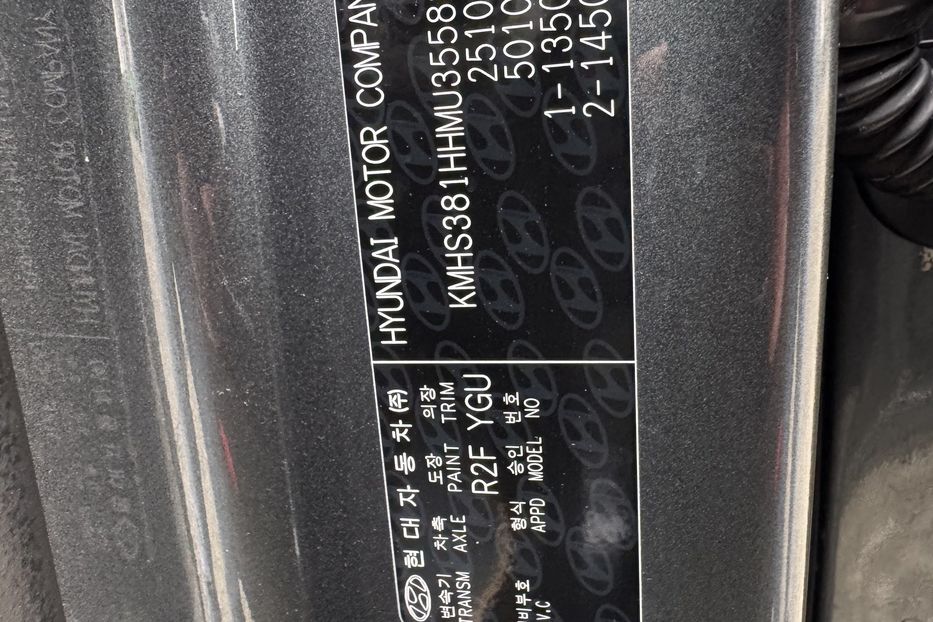 현대자동차(주)
HYUNDAI MOTOR COMPAN
변속기 차축 도장 의장
TRANSM AXLE PAINT TRIM
KMHS381HHMU3558
R2F YGU
2510
형식 승인 번호
APPD MODEL NO
5010
V.C
1-1350
2-1450